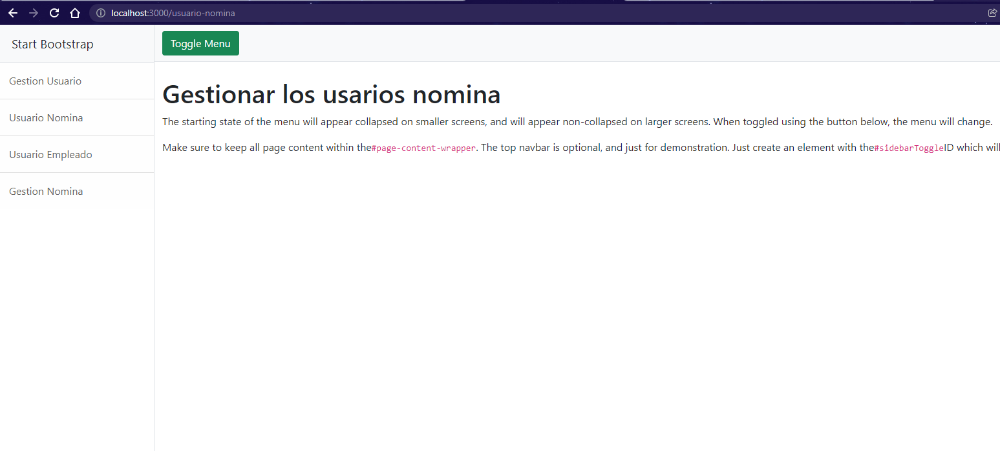 localhost:3000/usuario-nomina
Start Bootstrap
Toggle Menu
Gestion Usuario
Usuario Nomina
Usuario Empleado
Gestion Nomina
Gestionar los usarios nomina
The starting state of the menu will appear collapsed on smaller screens, and will appear non-collapsed on larger screens. When toggled using the button below, the menu will change.
Make sure to keep all page content within the#page-content-wrapper. The top navbar is optional, and just for demonstration. Just create an element with the#sidebarToggleID which will